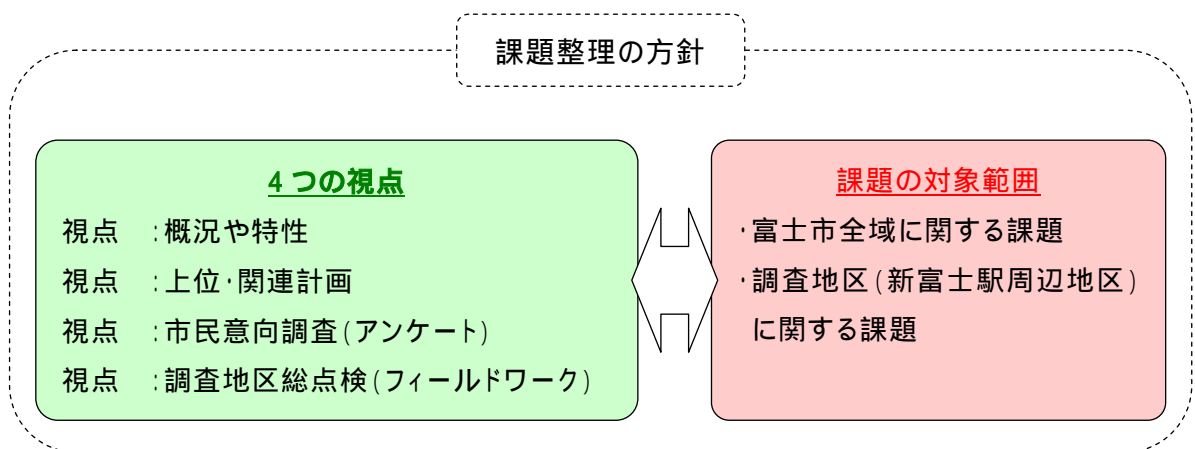 課題整理の方針
4つの視点
視点 :概況や特性
視点 :上位・関連計画
視点 :市民意向調査(アンケート)
視点 :調査地区総点検(フィールドワーク)
課題の対象範囲
・富士市全域に関する課題
・調査地区(新富士駅周辺地区)
に関する課題